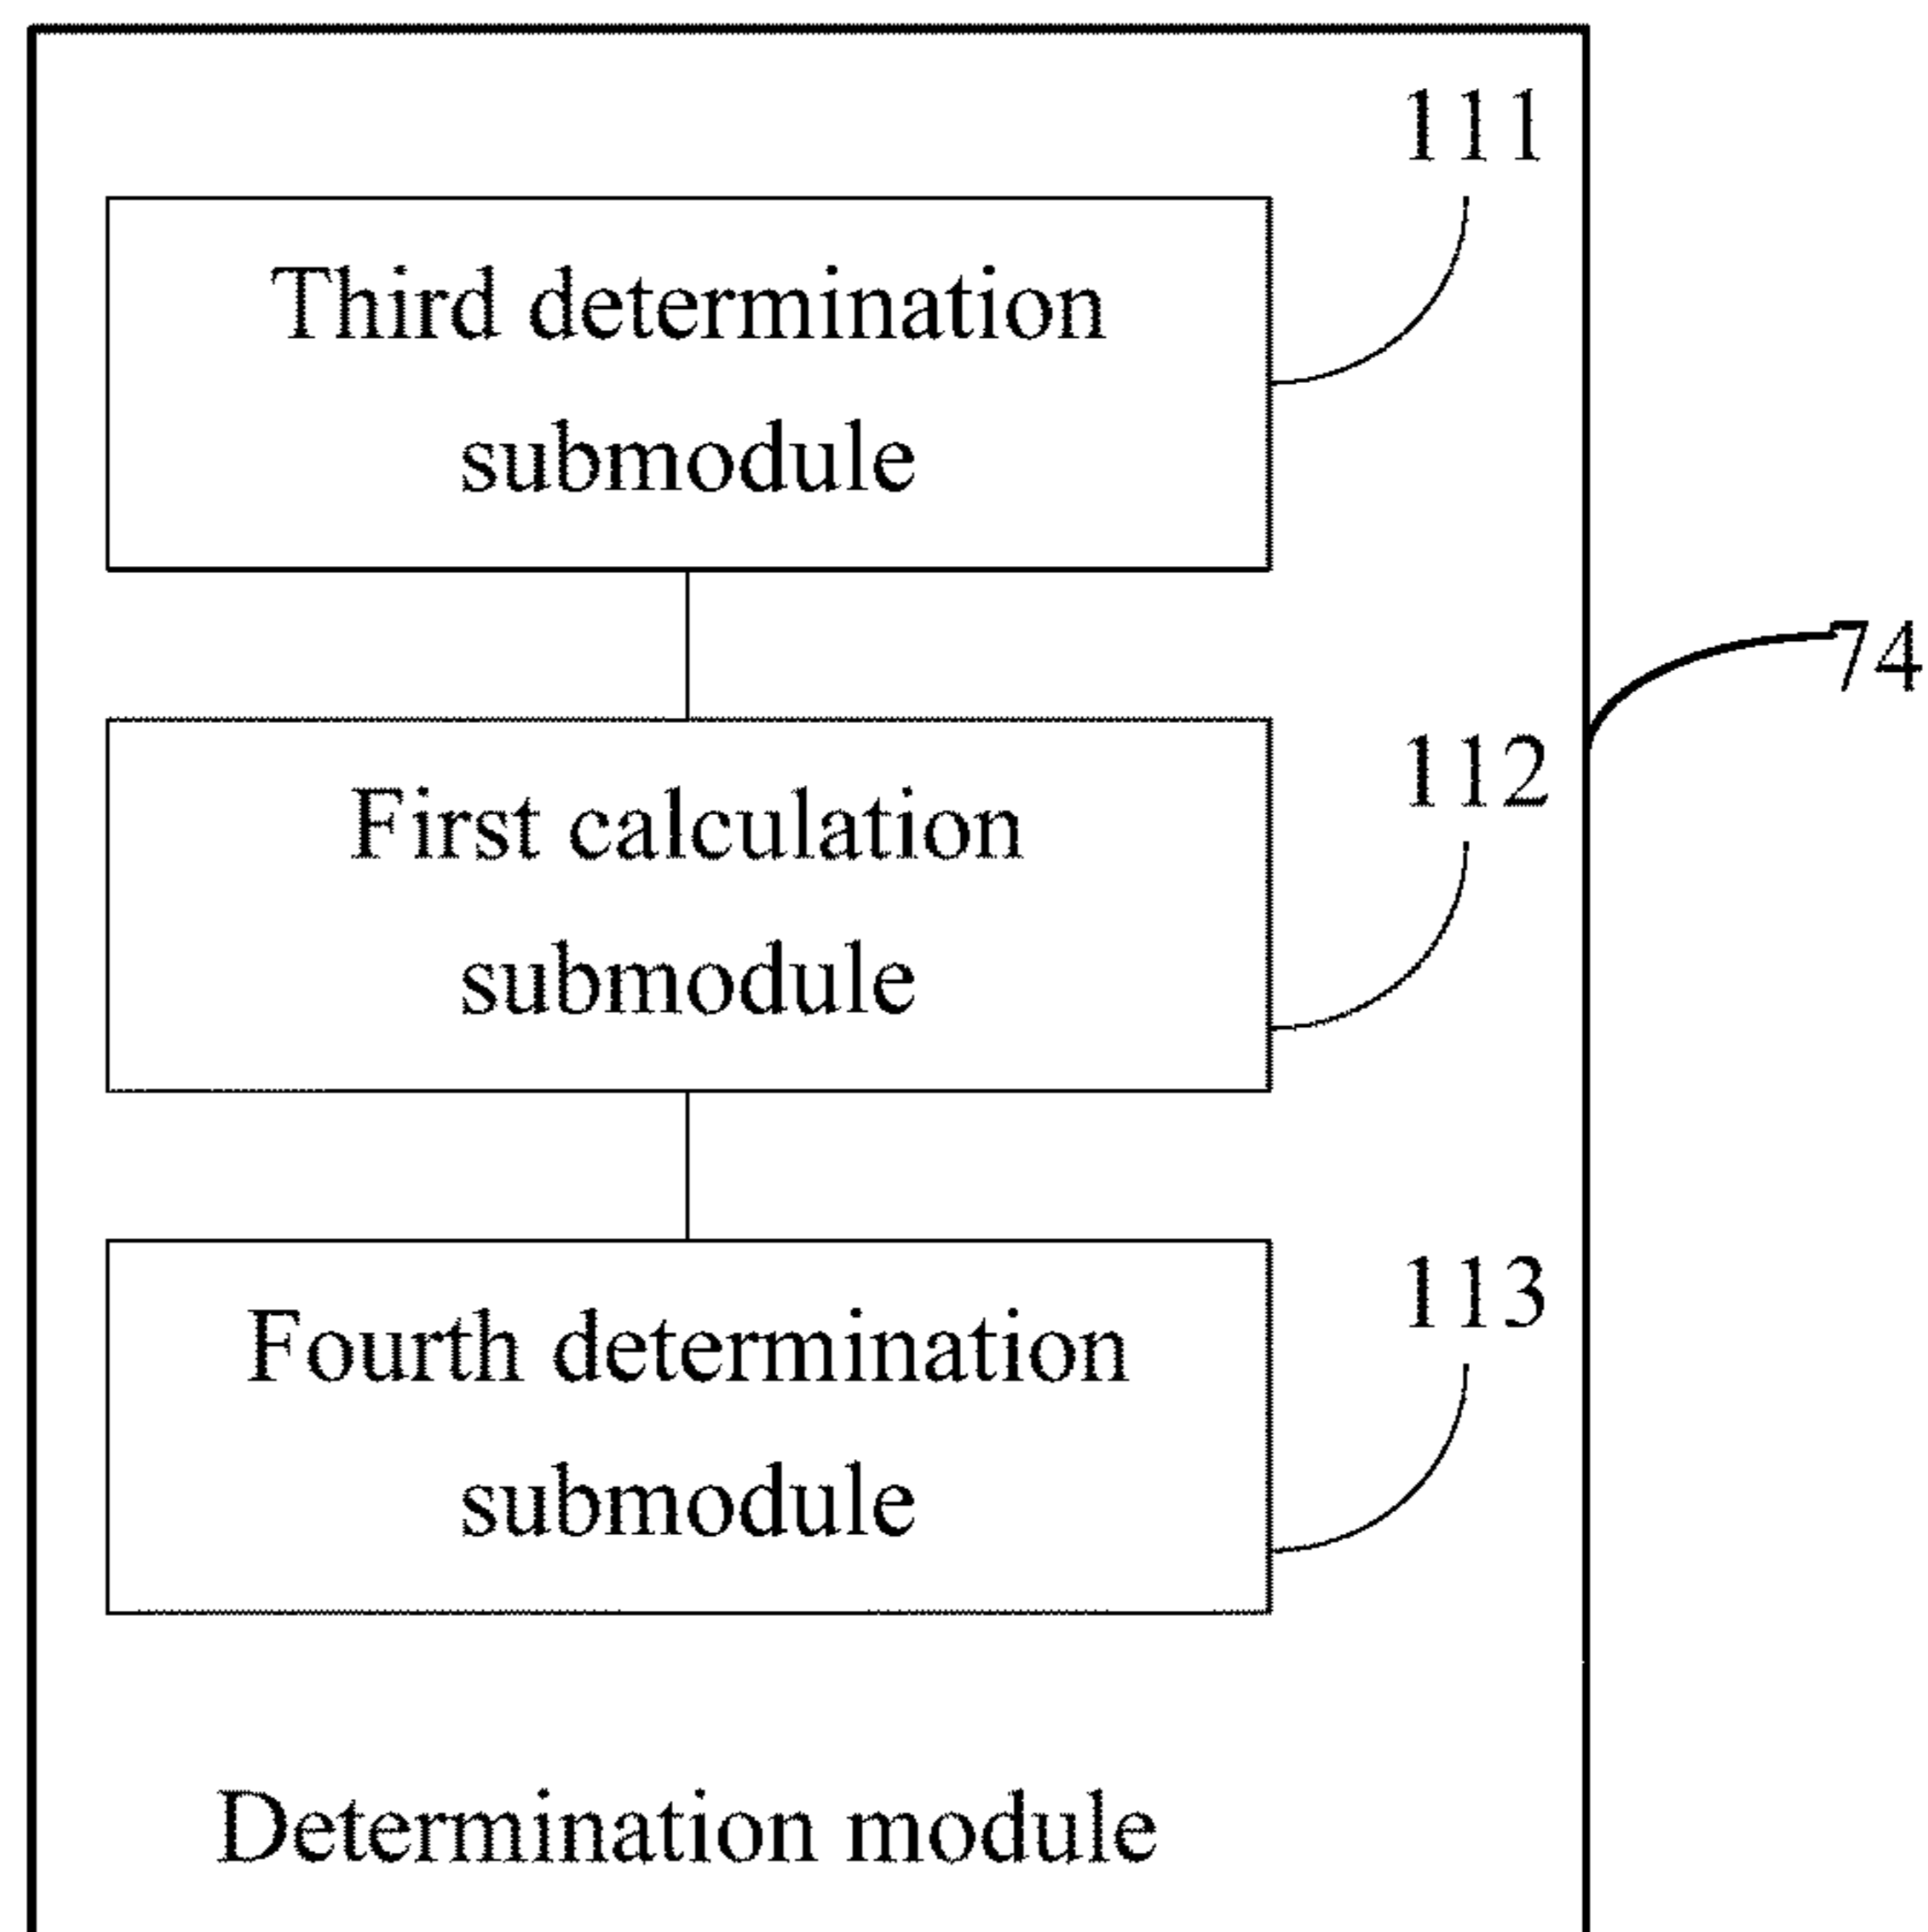 111
Third determination
submodule
74
112
First calculation
submodule
113
Fourth determination
submodule
Determination module